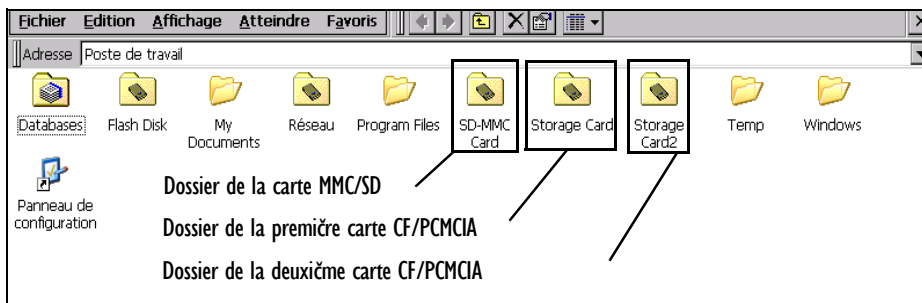 Fichier Edition Affichage Atteindre Favoris
Adresse Poste de travail
Databases Flash Disk My Documents Réseau Program Files SD-MMC Card Storage Card Storage Card2 Temp Windows
Panneau de configuration
Dossier de la carte MMC/SD
Dossier de la premičre carte CF/PCMCIA
Dossier de la deuxičme carte CF/PCMCIA